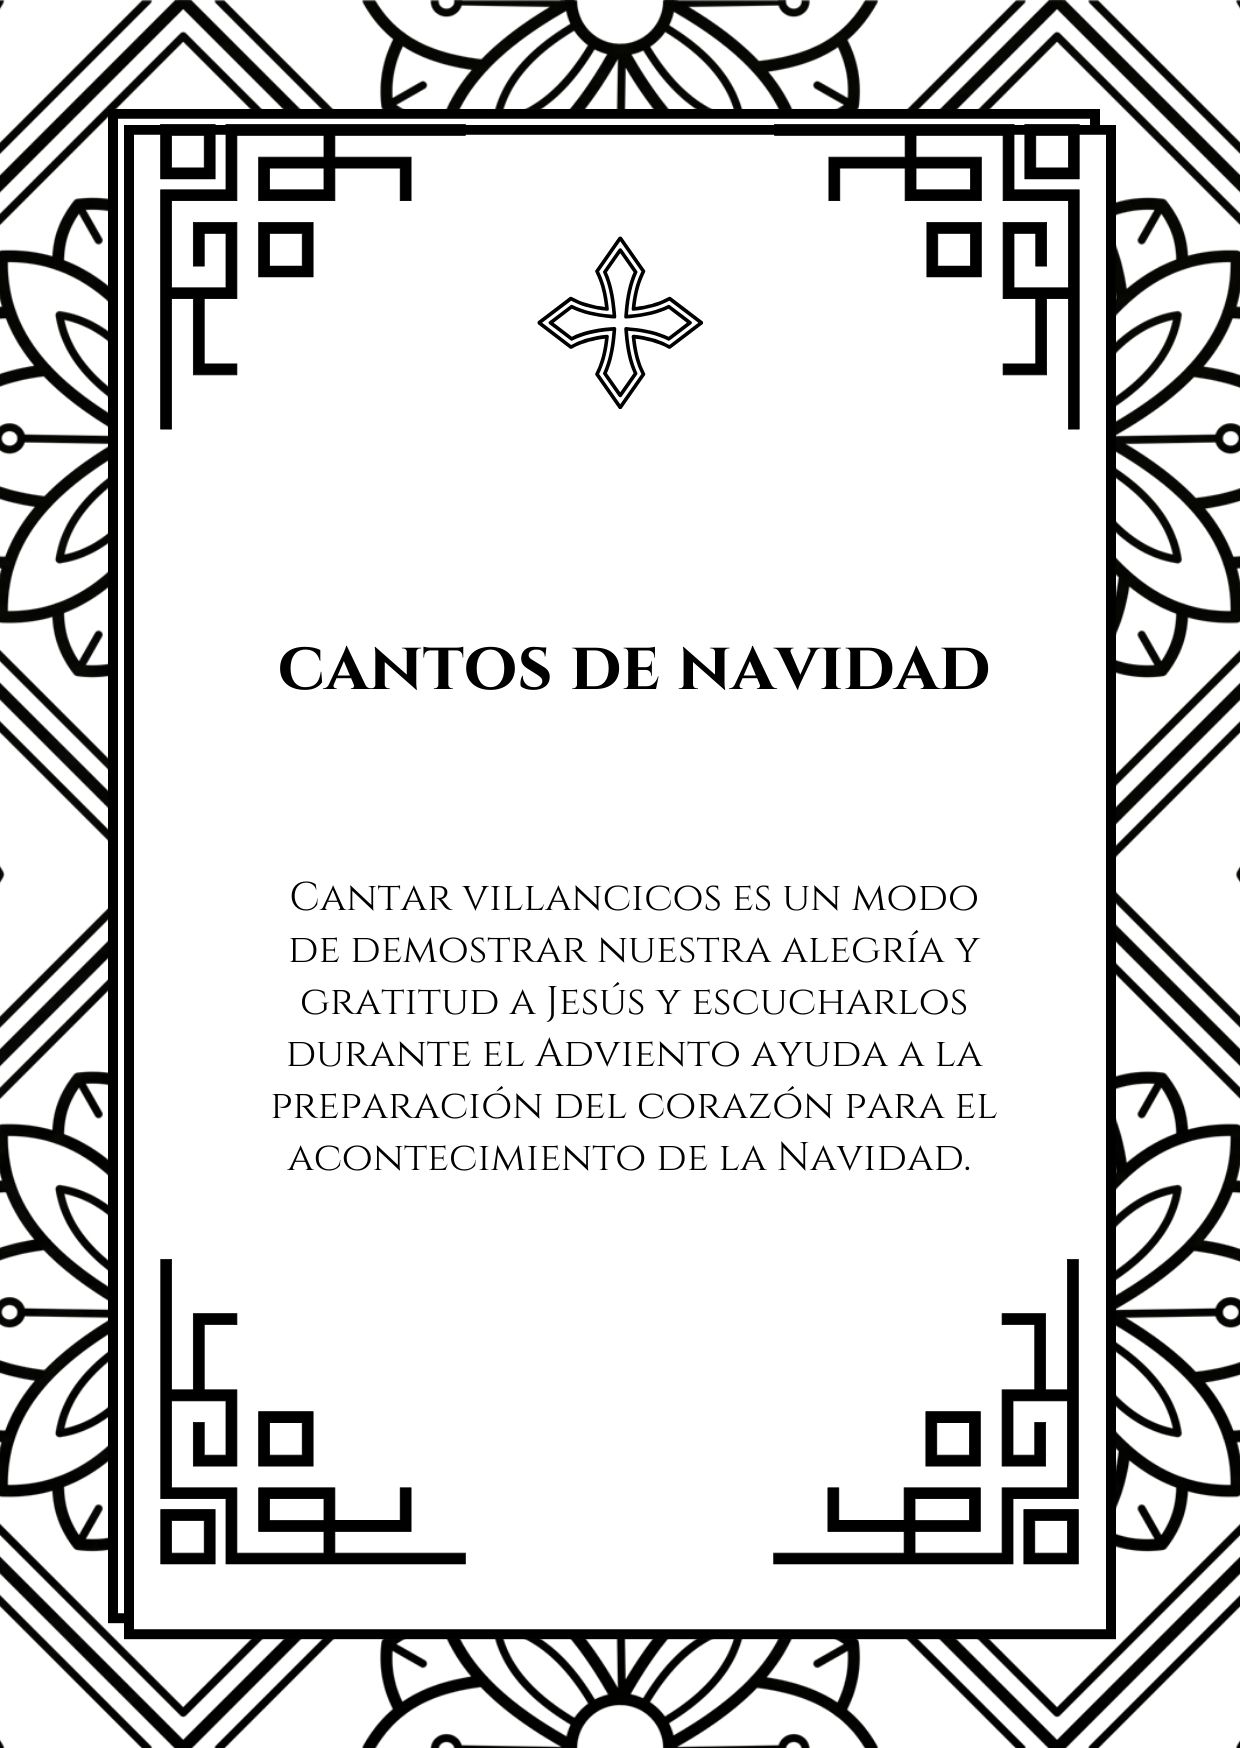 CANTOS DE NAVIDAD
Cantar villancicos es un modo
de demostrar nuestra alegría y
gratitud a Jesús y escucharlos
durante el Adviento ayuda a la
preparación del corazón para el
acontecimiento de la Navidad.